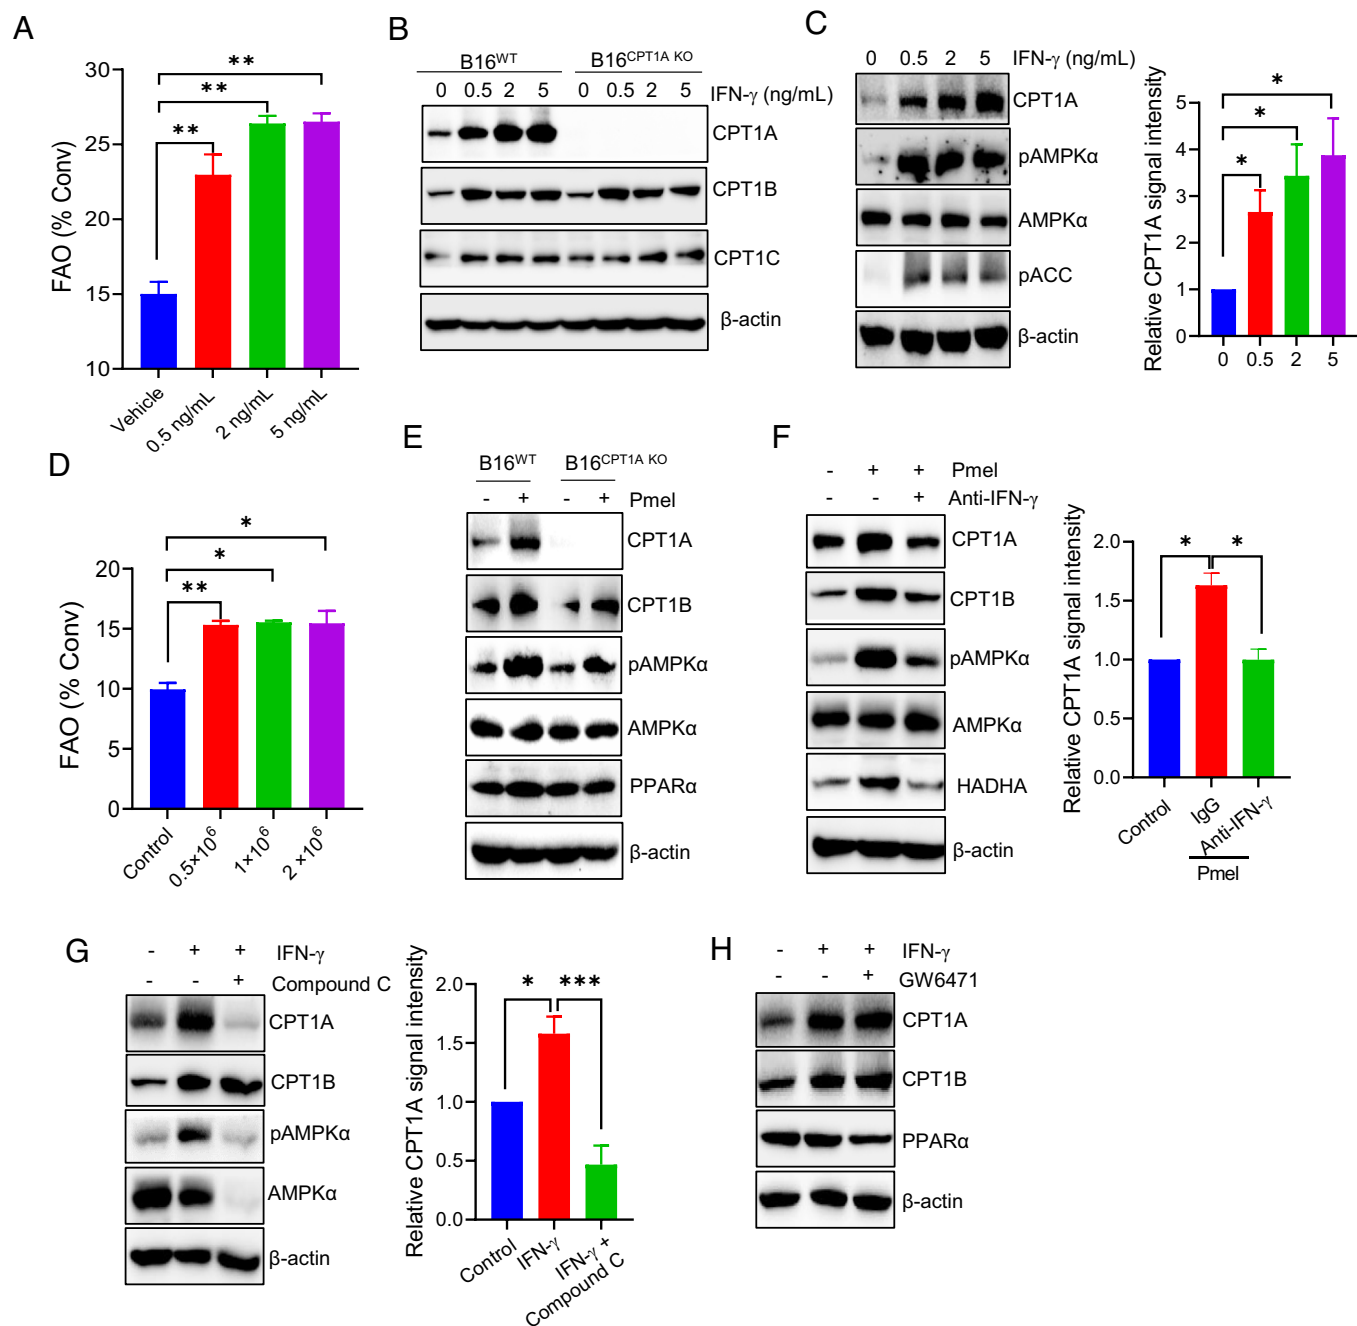 A
FAO (% Conv)
30
25
20
15
10
** ** **
Vehicle 0.5 ng/mL 2 ng/mL 5 ng/mL
B
B16WT B16CPT1A KO
0 0.5 2 5 0 0.5 2 5 IFN-γ (ng/mL)
CPT1A
CPT1B
CPT1C
β-actin
C
0 0.5 2 5 IFN-γ (ng/mL)
CPT1A
pAMPKα
AMPKα
pACC
β-actin
Relative CPT1A signal intensity
5
4
3
2
1
0
* * *
0 0.5 2 5
D
FAO (% Conv)
20
15
10
5
0
** * *
Control 0.5×10⁶ 1×10⁶ 2 ×10⁶
E
B16WT B16CPT1A KO
- + - + Pmel
CPT1A
CPT1B
pAMPKα
AMPKα
PPARα
β-actin
F
- + + Pmel
- - + Anti-IFN-γ
CPT1A
CPT1B
pAMPKα
AMPKα
HADHA
β-actin
Relative CPT1A signal intensity
2.0
1.5
1.0
0.5
0.0
* *
Control IgG Anti-IFN-γ
Pmel
G
- + + IFN-γ
- - + Compound C
CPT1A
CPT1B
pAMPKα
AMPKα
β-actin
Relative CPT1A signal intensity
2.0
1.5
1.0
0.5
0.0
* ***
Control IFN-γ IFN-γ +
Compound C
H
- + + IFN-γ
- - + GW6471
CPT1A
CPT1B
PPARα
β-actin